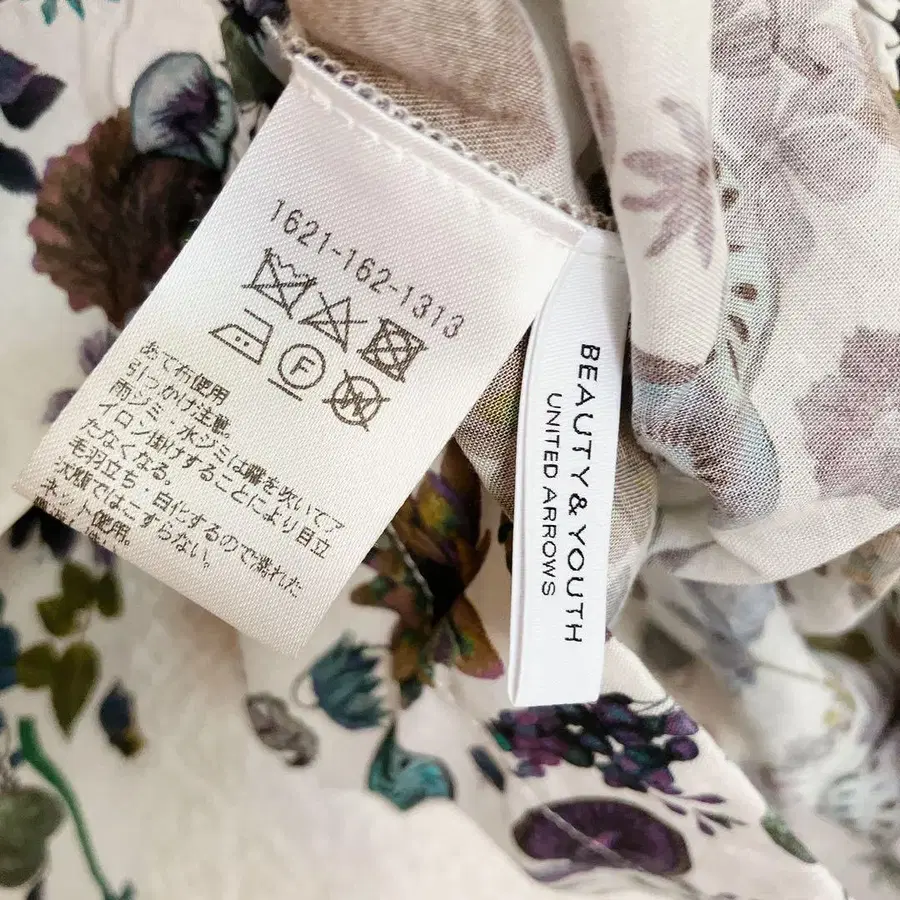 1621-162-1313
F
W
あて布使用
引っかけ注意。
雨ジミ・水ジミは霧を吹いてア
イロン掛けすることにより目立
たなくなる。
毛羽立ち・白化するので濡れた
状態ではこすらない。
ネット使用。
BEAUTY & YOUTH
UNITED ARROWS